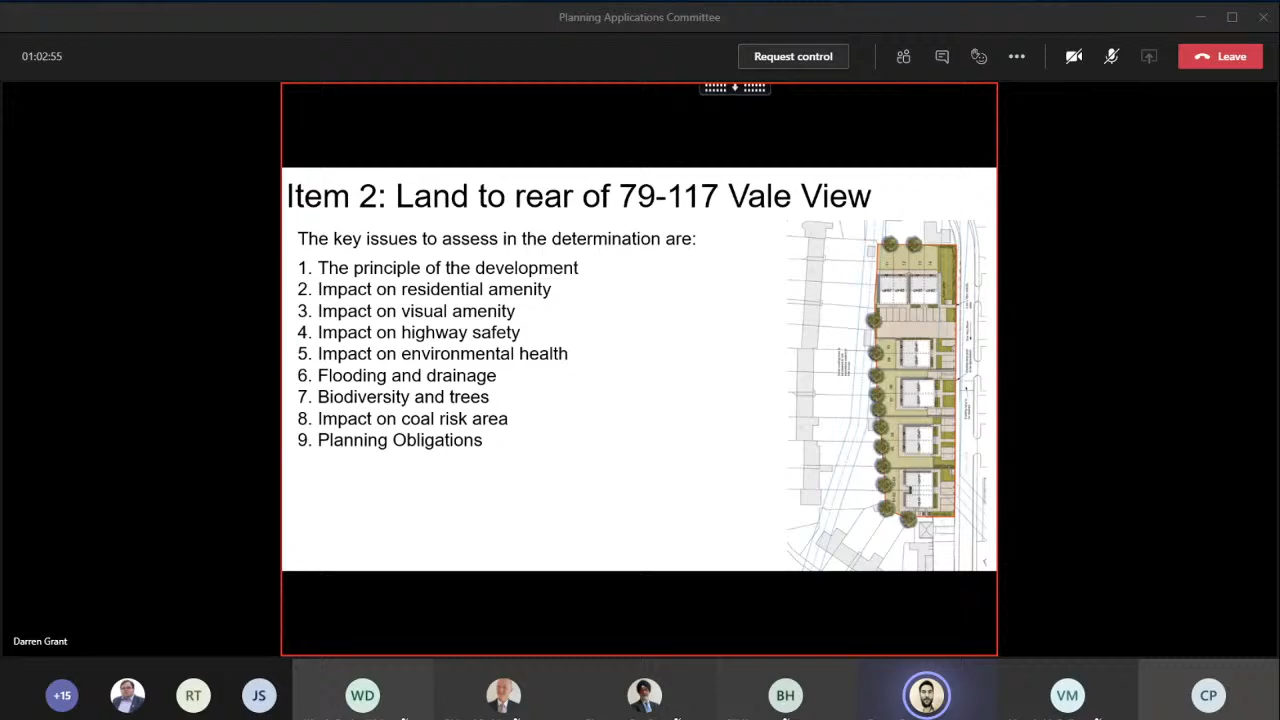 Planning Applications Committee
01:02:55
Request control
Leave
Item 2: Land to rear of 79-117 Vale View
The key issues to assess in the determination are:
1. The principle of the development
2. Impact on residential amenity
3. Impact on visual amenity
4. Impact on highway safety
5. Impact on environmental health
6. Flooding and drainage
7. Biodiversity and trees
8. Impact on coal risk area
9. Planning Obligations
Darren Grant
+15
RT
JS
WD
BH
VM
CP